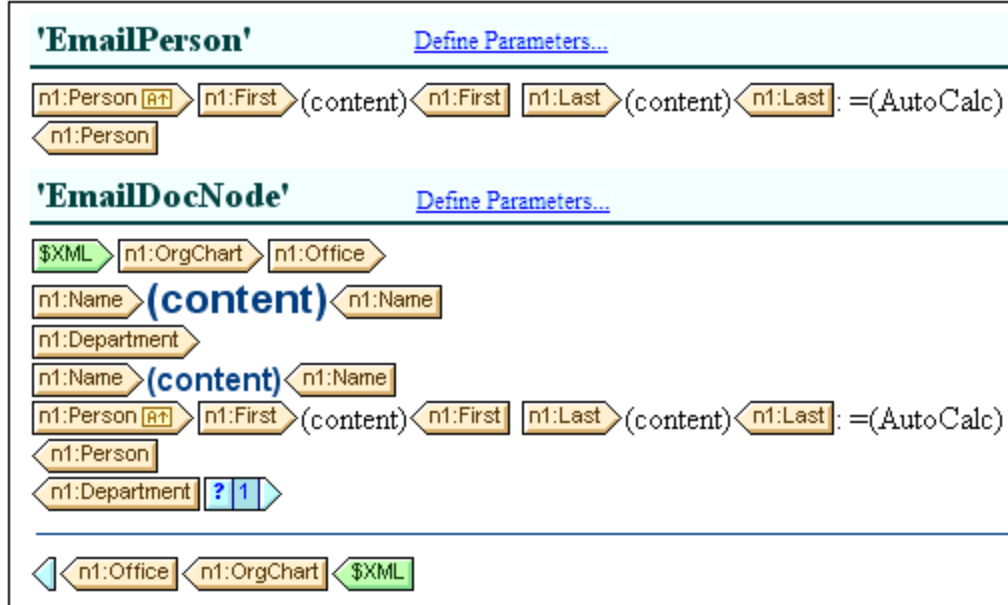 'EmailPerson' Define Parameters...
n1:Person A↑ n1:First (content) n1:First n1:Last (content) n1:Last : =(AutoCalc)
n1:Person
'EmailDocNode' Define Parameters...
$XML n1:OrgChart n1:Office
n1:Name (content) n1:Name
n1:Department
n1:Name (content) n1:Name
n1:Person A↑ n1:First (content) n1:First n1:Last (content) n1:Last : =(AutoCalc)
n1:Person
n1:Department ? 1
n1:Office n1:OrgChart $XML